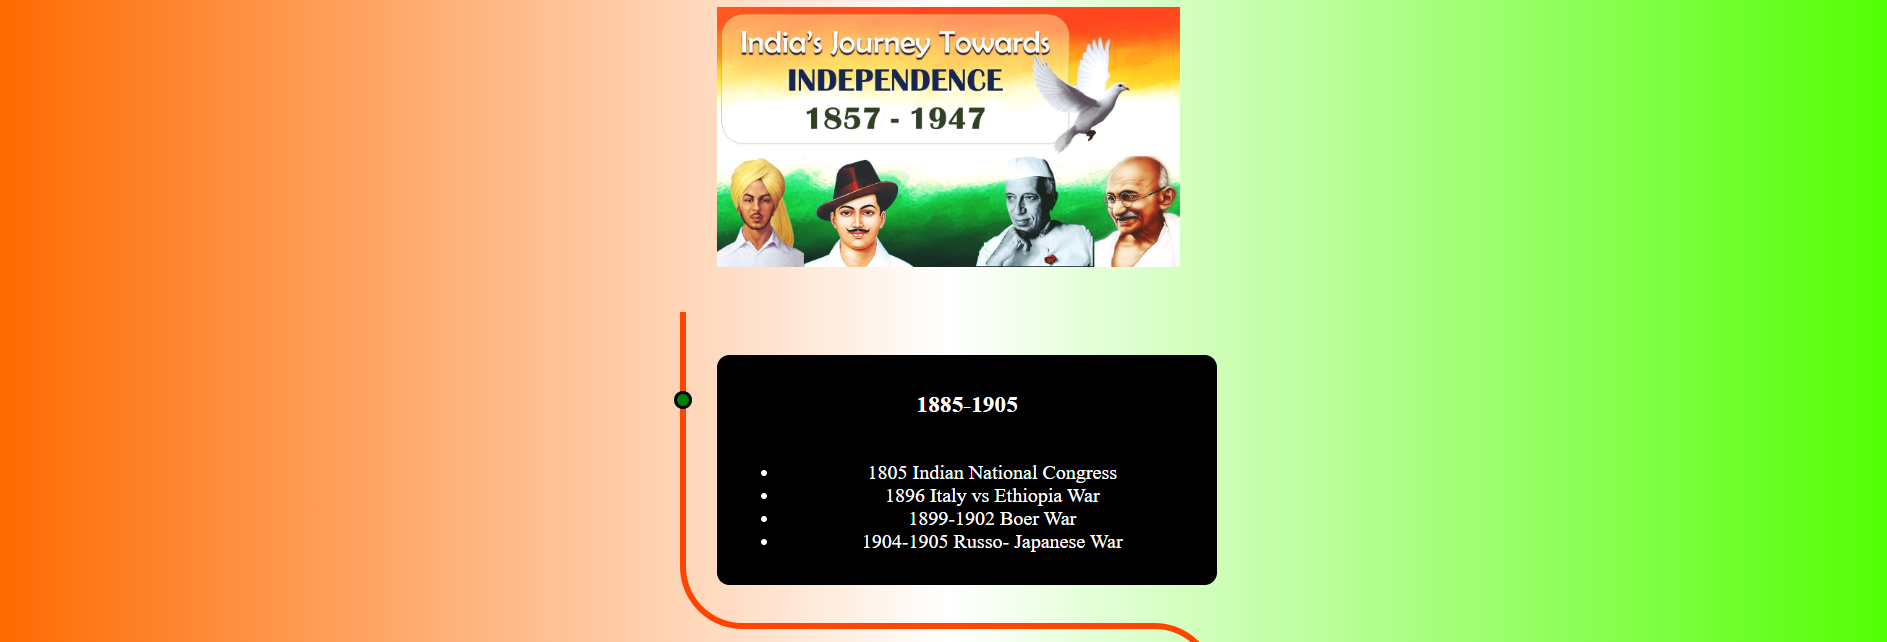 India's Journey Towards
INDEPENDENCE
1857 - 1947
1885-1905
1805 Indian National Congress
1896 Italy vs Ethiopia War
1899-1902 Boer War
1904-1905 Russo- Japanese War